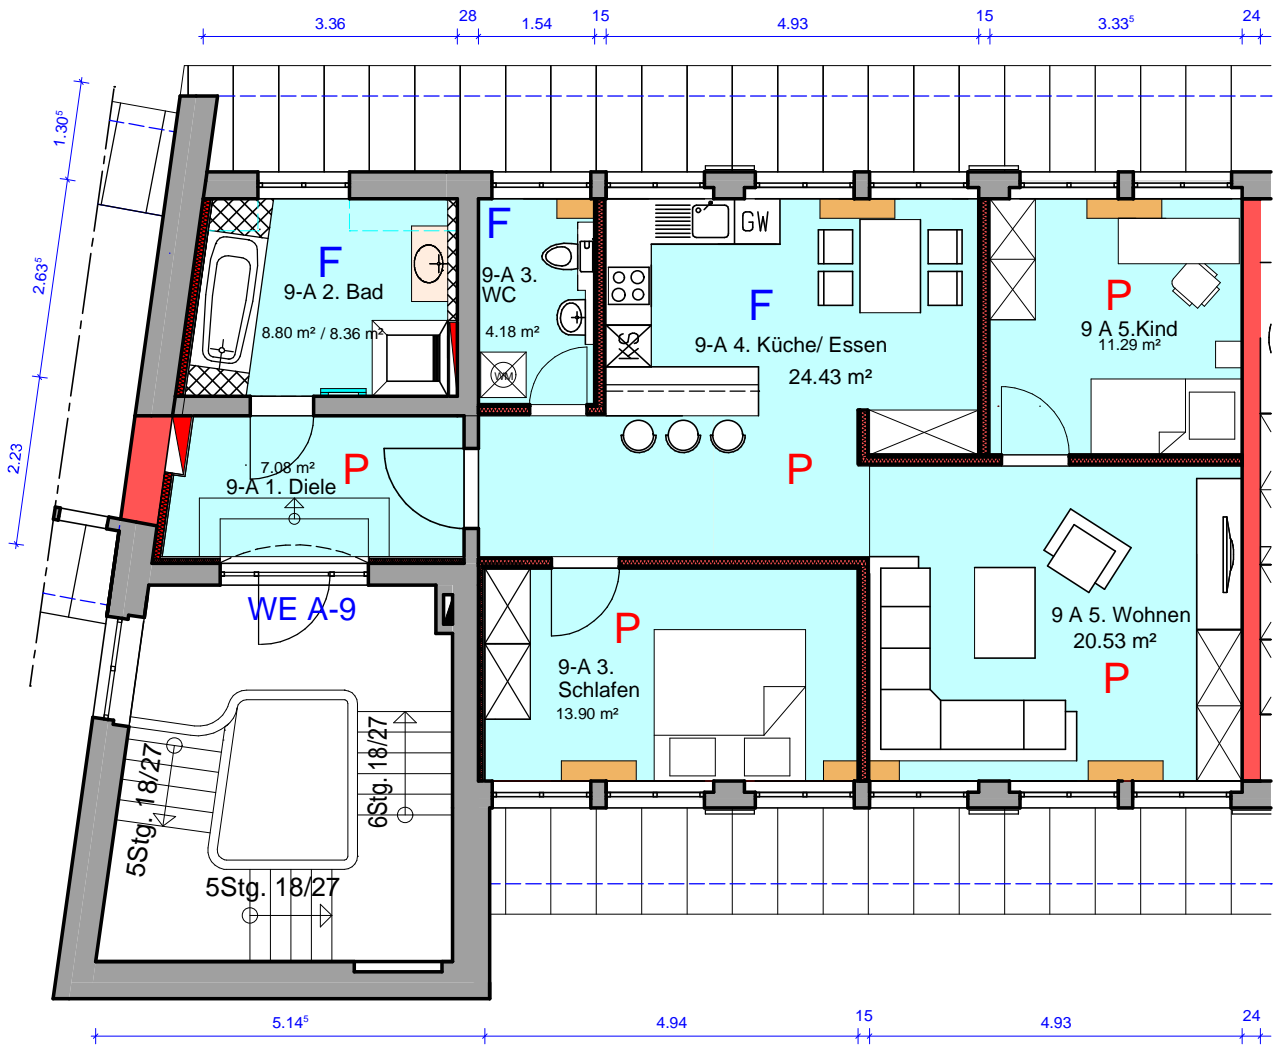 3.36
28
1.54
15
4.93
15
3.33⁵
24
1.30⁵
2.63⁵
2.23
F
9-A 2. Bad
8.80 m² / 8.36 m²
F
9-A 3.
WC
4.18 m²
WM
GW
KS
F
9-A 4. Küche/ Essen
24.43 m²
P
9 A 5.Kind
11.29 m²
7.08 m²
P
9-A 1. Diele
P
WE A-9
P
9-A 3.
Schlafen
13.90 m²
9 A 5. Wohnen
20.53 m²
P
5Stg. 18/27
6Stg. 18/27
5Stg. 18/27
5.14⁵
4.94
15
4.93
24